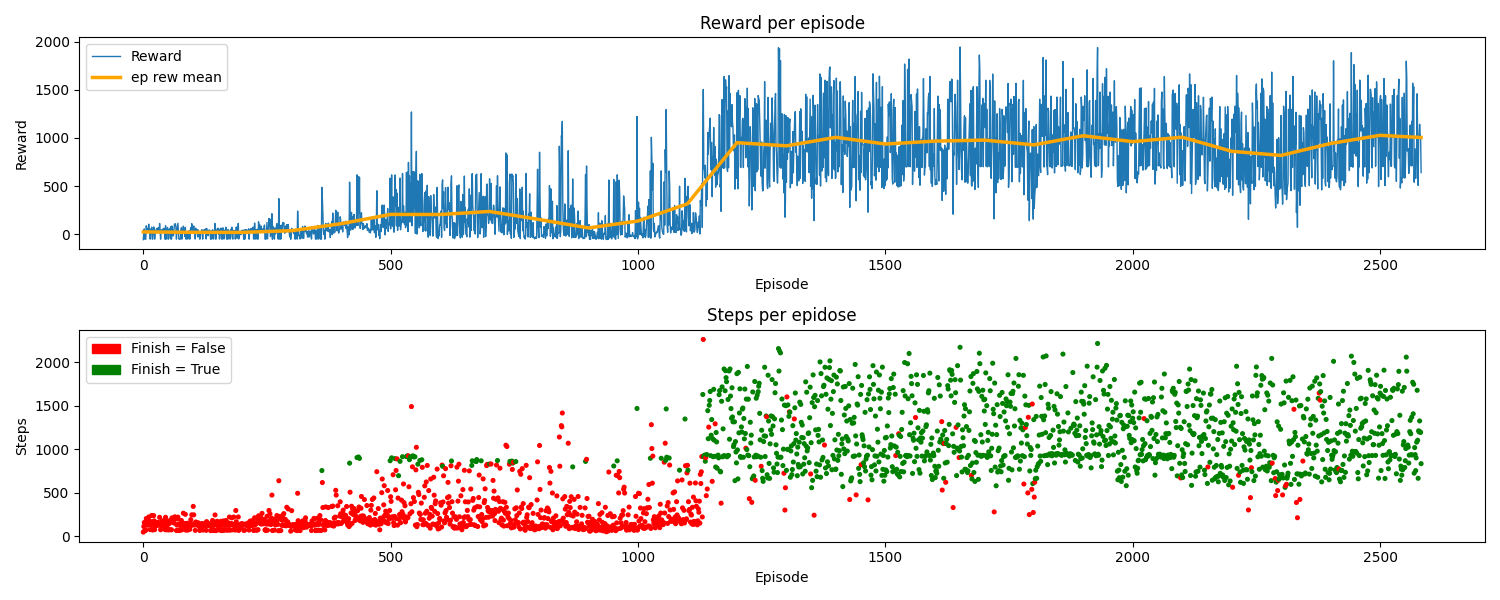 Reward per episode
2000
1500
1000
500
0
Reward
Reward
ep rew mean
0
500
1000
1500
2000
2500
Episode
Steps per epidose
2000
1500
1000
500
0
Steps
Finish = False
Finish = True
0
500
1000
1500
2000
2500
Episode